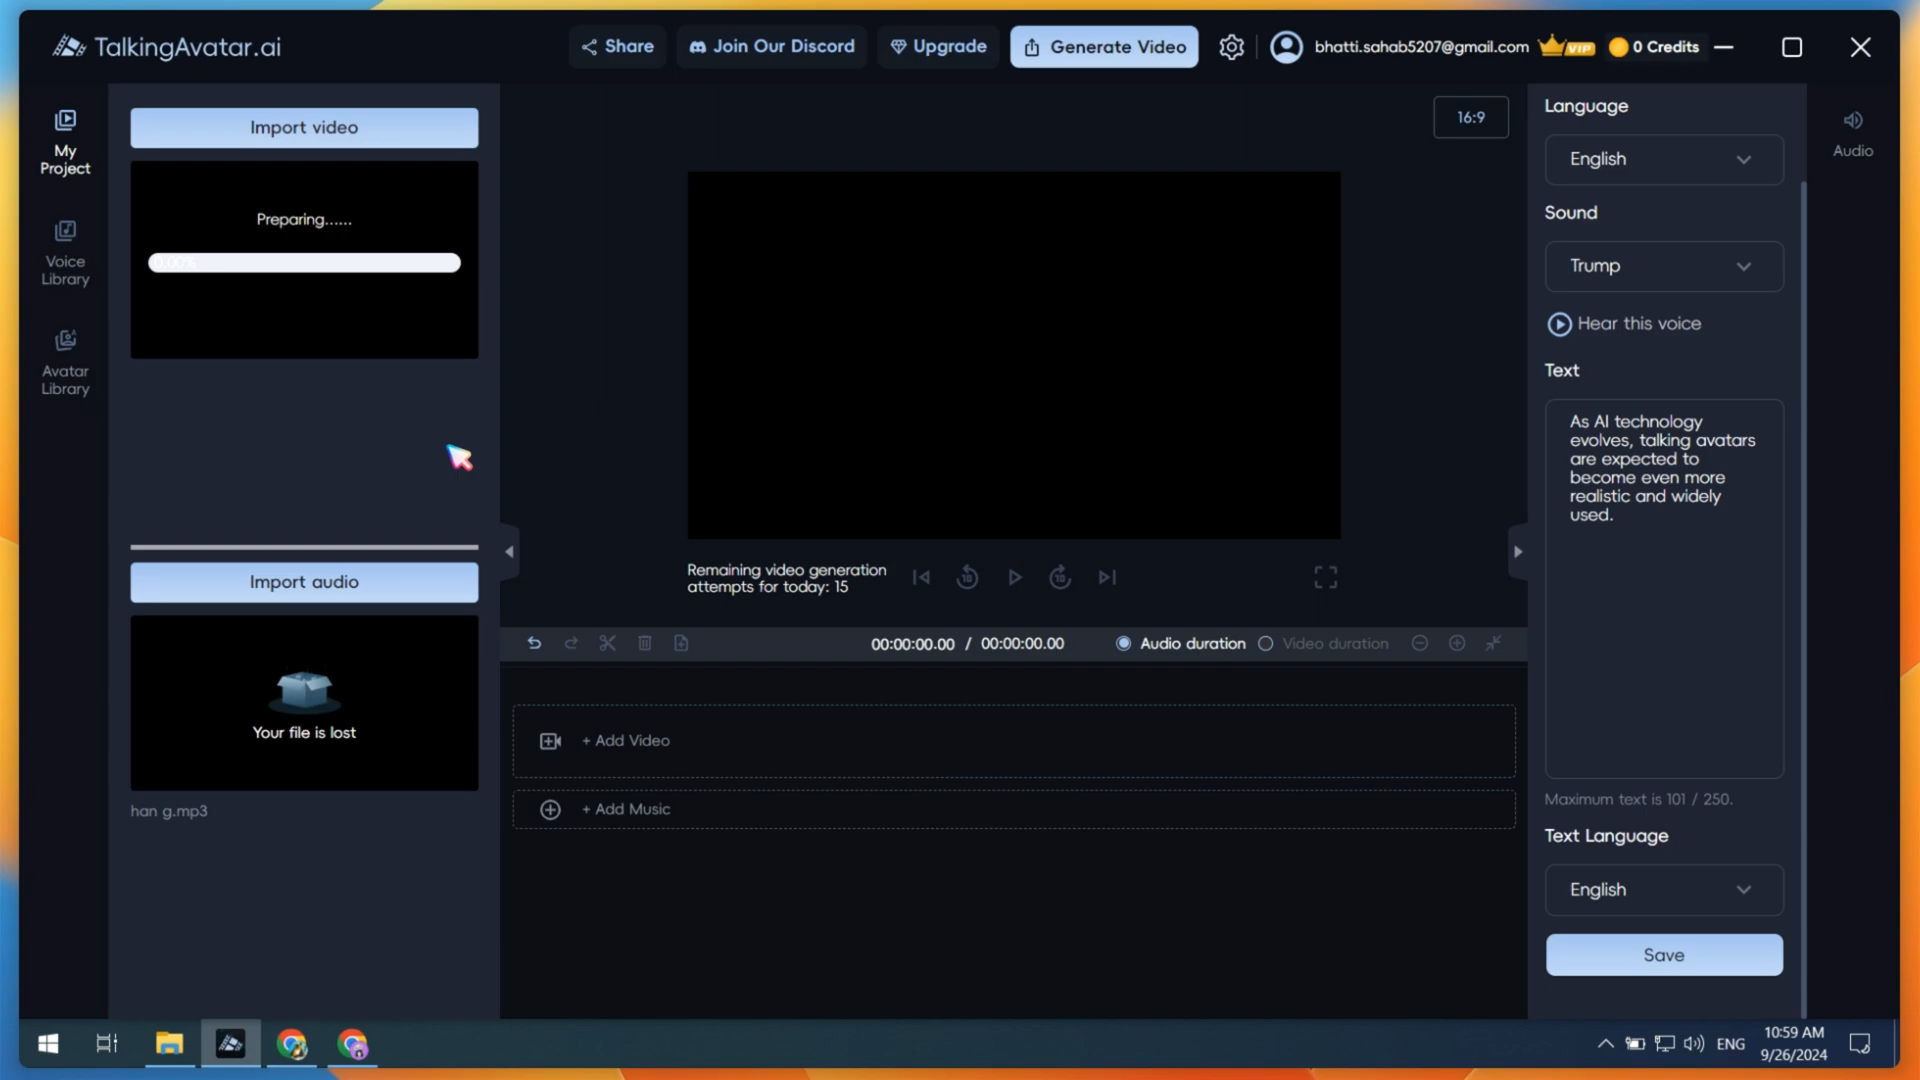 TalkingAvatar.ai
Share
Join Our Discord
Upgrade
Generate Video
bhatti.sahab5207@gmail.com
VIP
0 Credits
My
Project
Voice
Library
Avatar
Library
Import video
Preparing......
Import audio
Your file is lost
han g.mp3
16:9
Remaining video generation
attempts for today: 15
10
10
00:00:00.00 / 00:00:00.00
Audio duration
Video duration
+ Add Video
+ Add Music
Language
English
Sound
Trump
Hear this voice
Text
As AI technology
evolves, talking avatars
are expected to
become even more
realistic and widely
used.
Maximum text is 101 / 250.
Text Language
English
Save
Audio
ENG
10:59 AM
9/26/2024